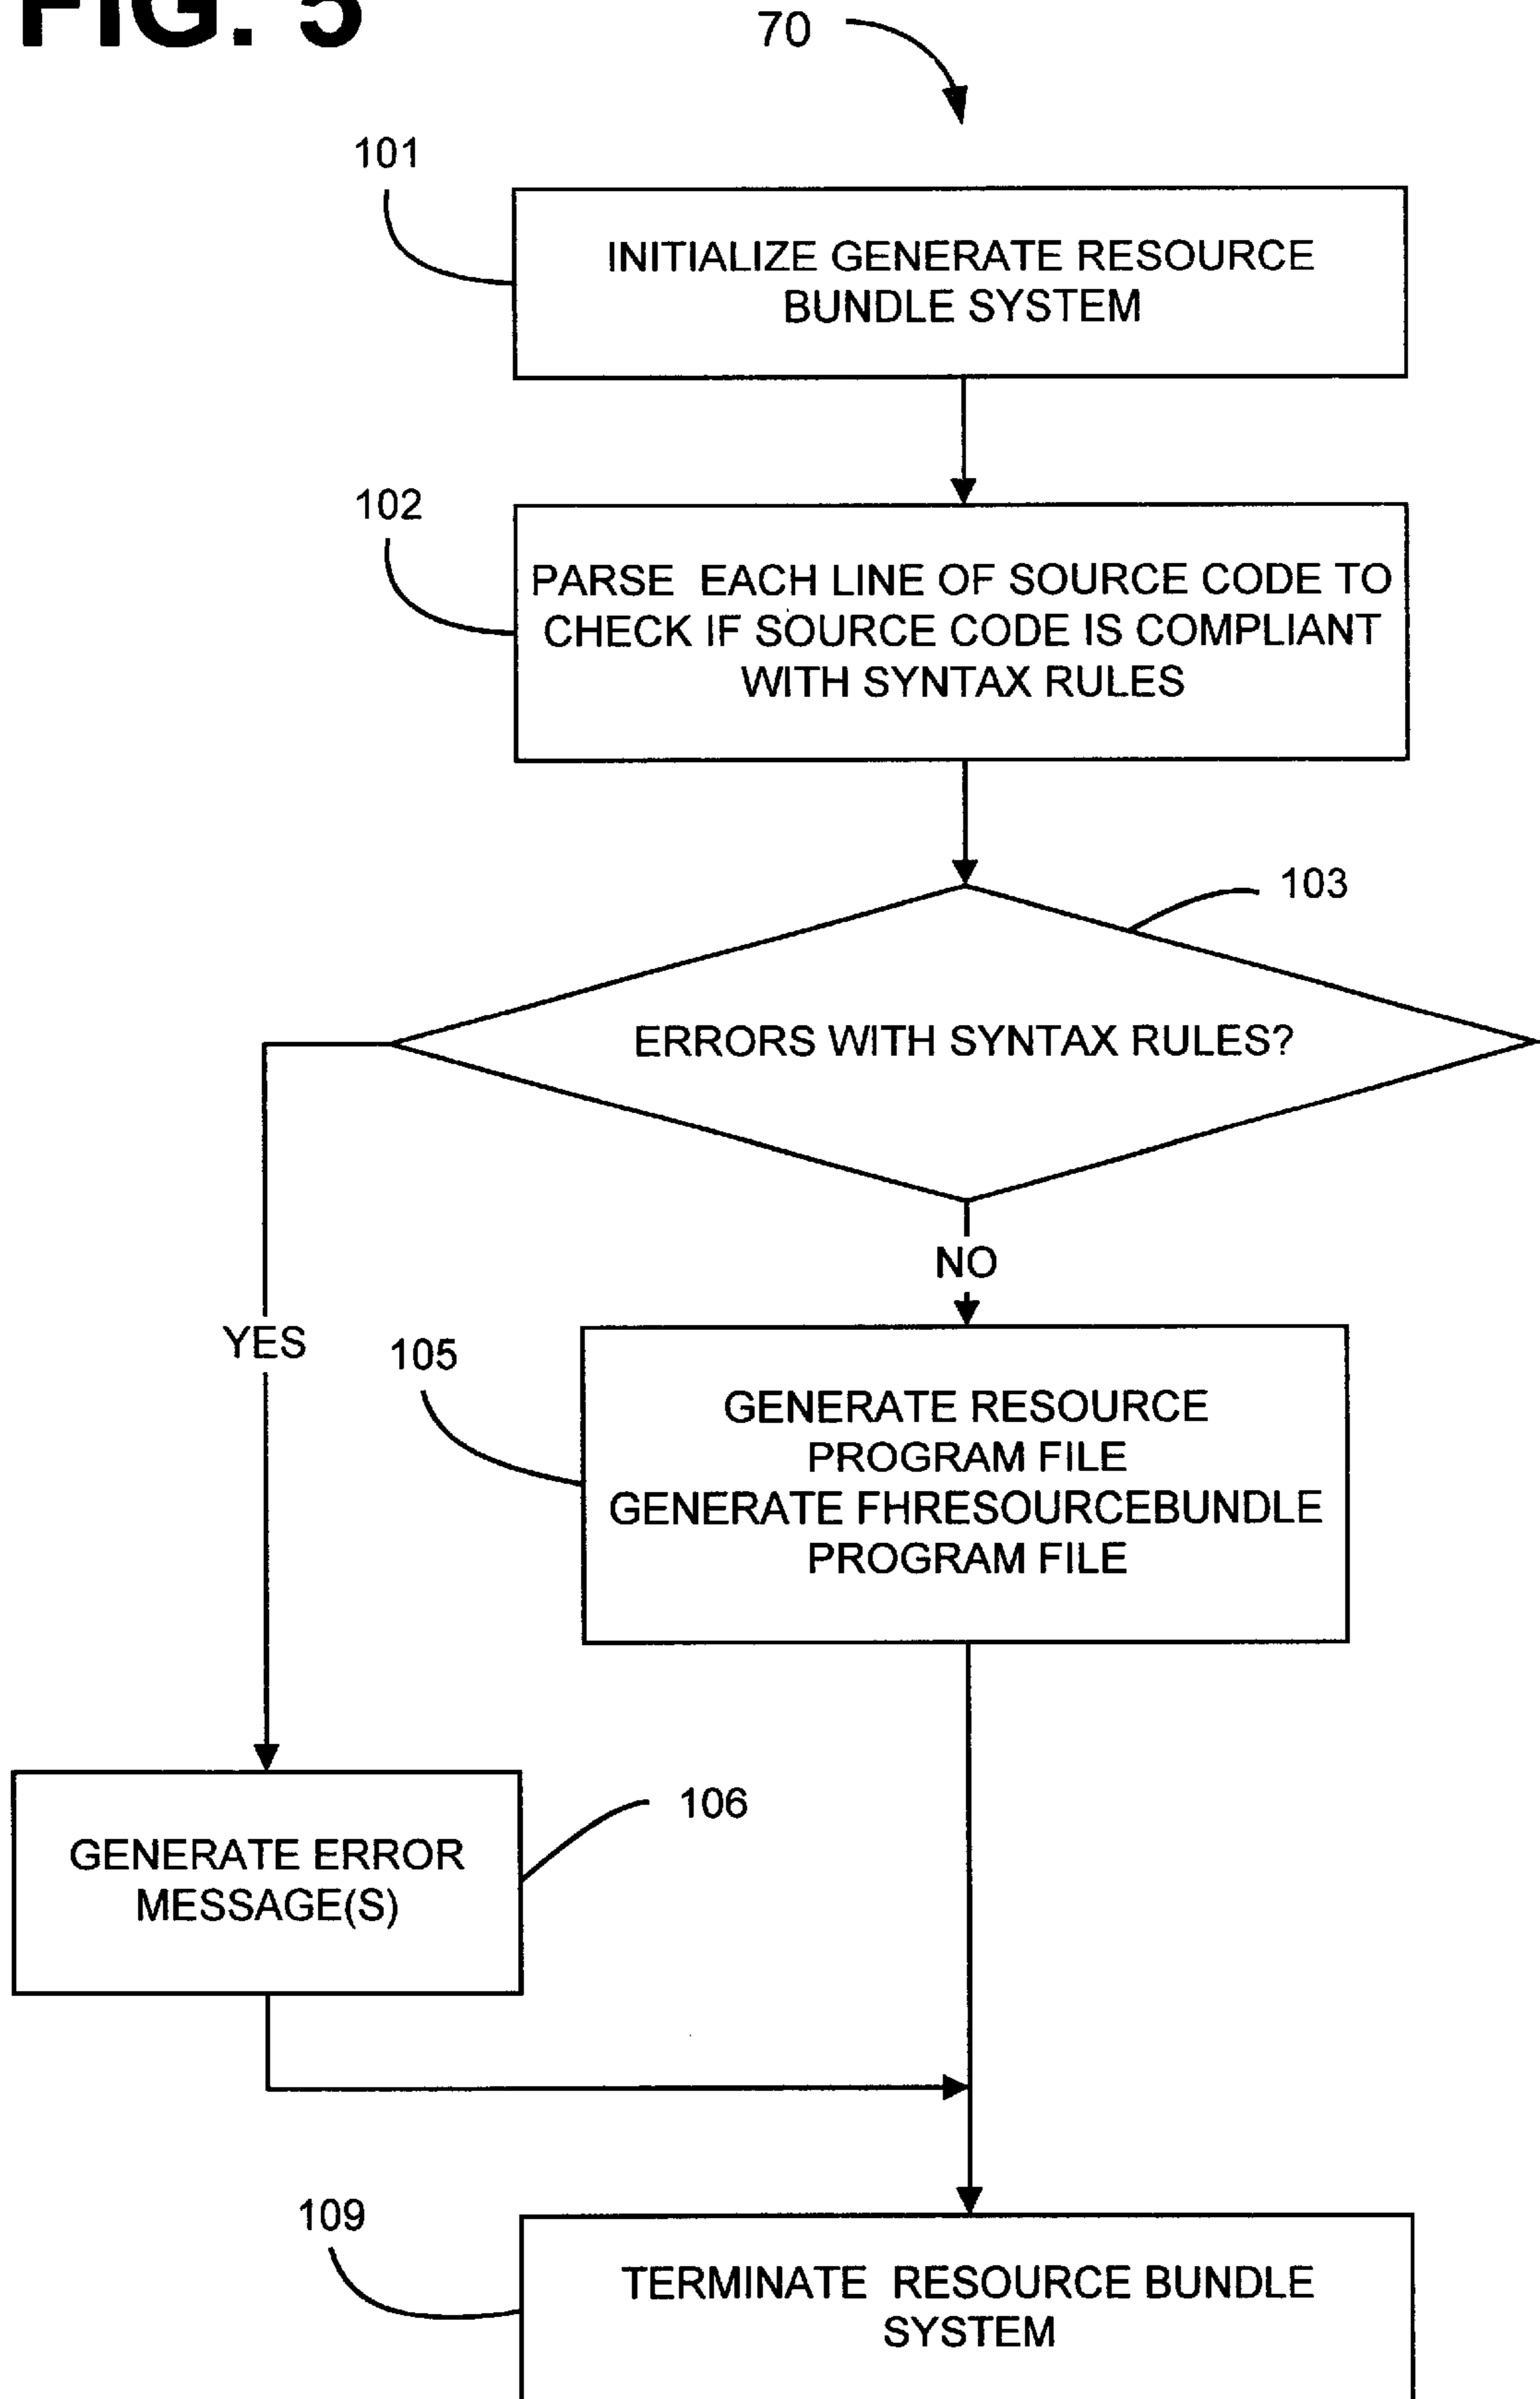 FIG. 5
70
101
INITIALIZE GENERATE RESOURCE
BUNDLE SYSTEM
102
PARSE EACH LINE OF SOURCE CODE TO
CHECK IF SOURCE CODE IS COMPLIANT
WITH SYNTAX RULES
103
ERRORS WITH SYNTAX RULES?
NO
YES
105
GENERATE RESOURCE
PROGRAM FILE
GENERATE FHRESOURCEBUNDLE
PROGRAM FILE
106
GENERATE ERROR
MESSAGE(S)
109
TERMINATE RESOURCE BUNDLE
SYSTEM